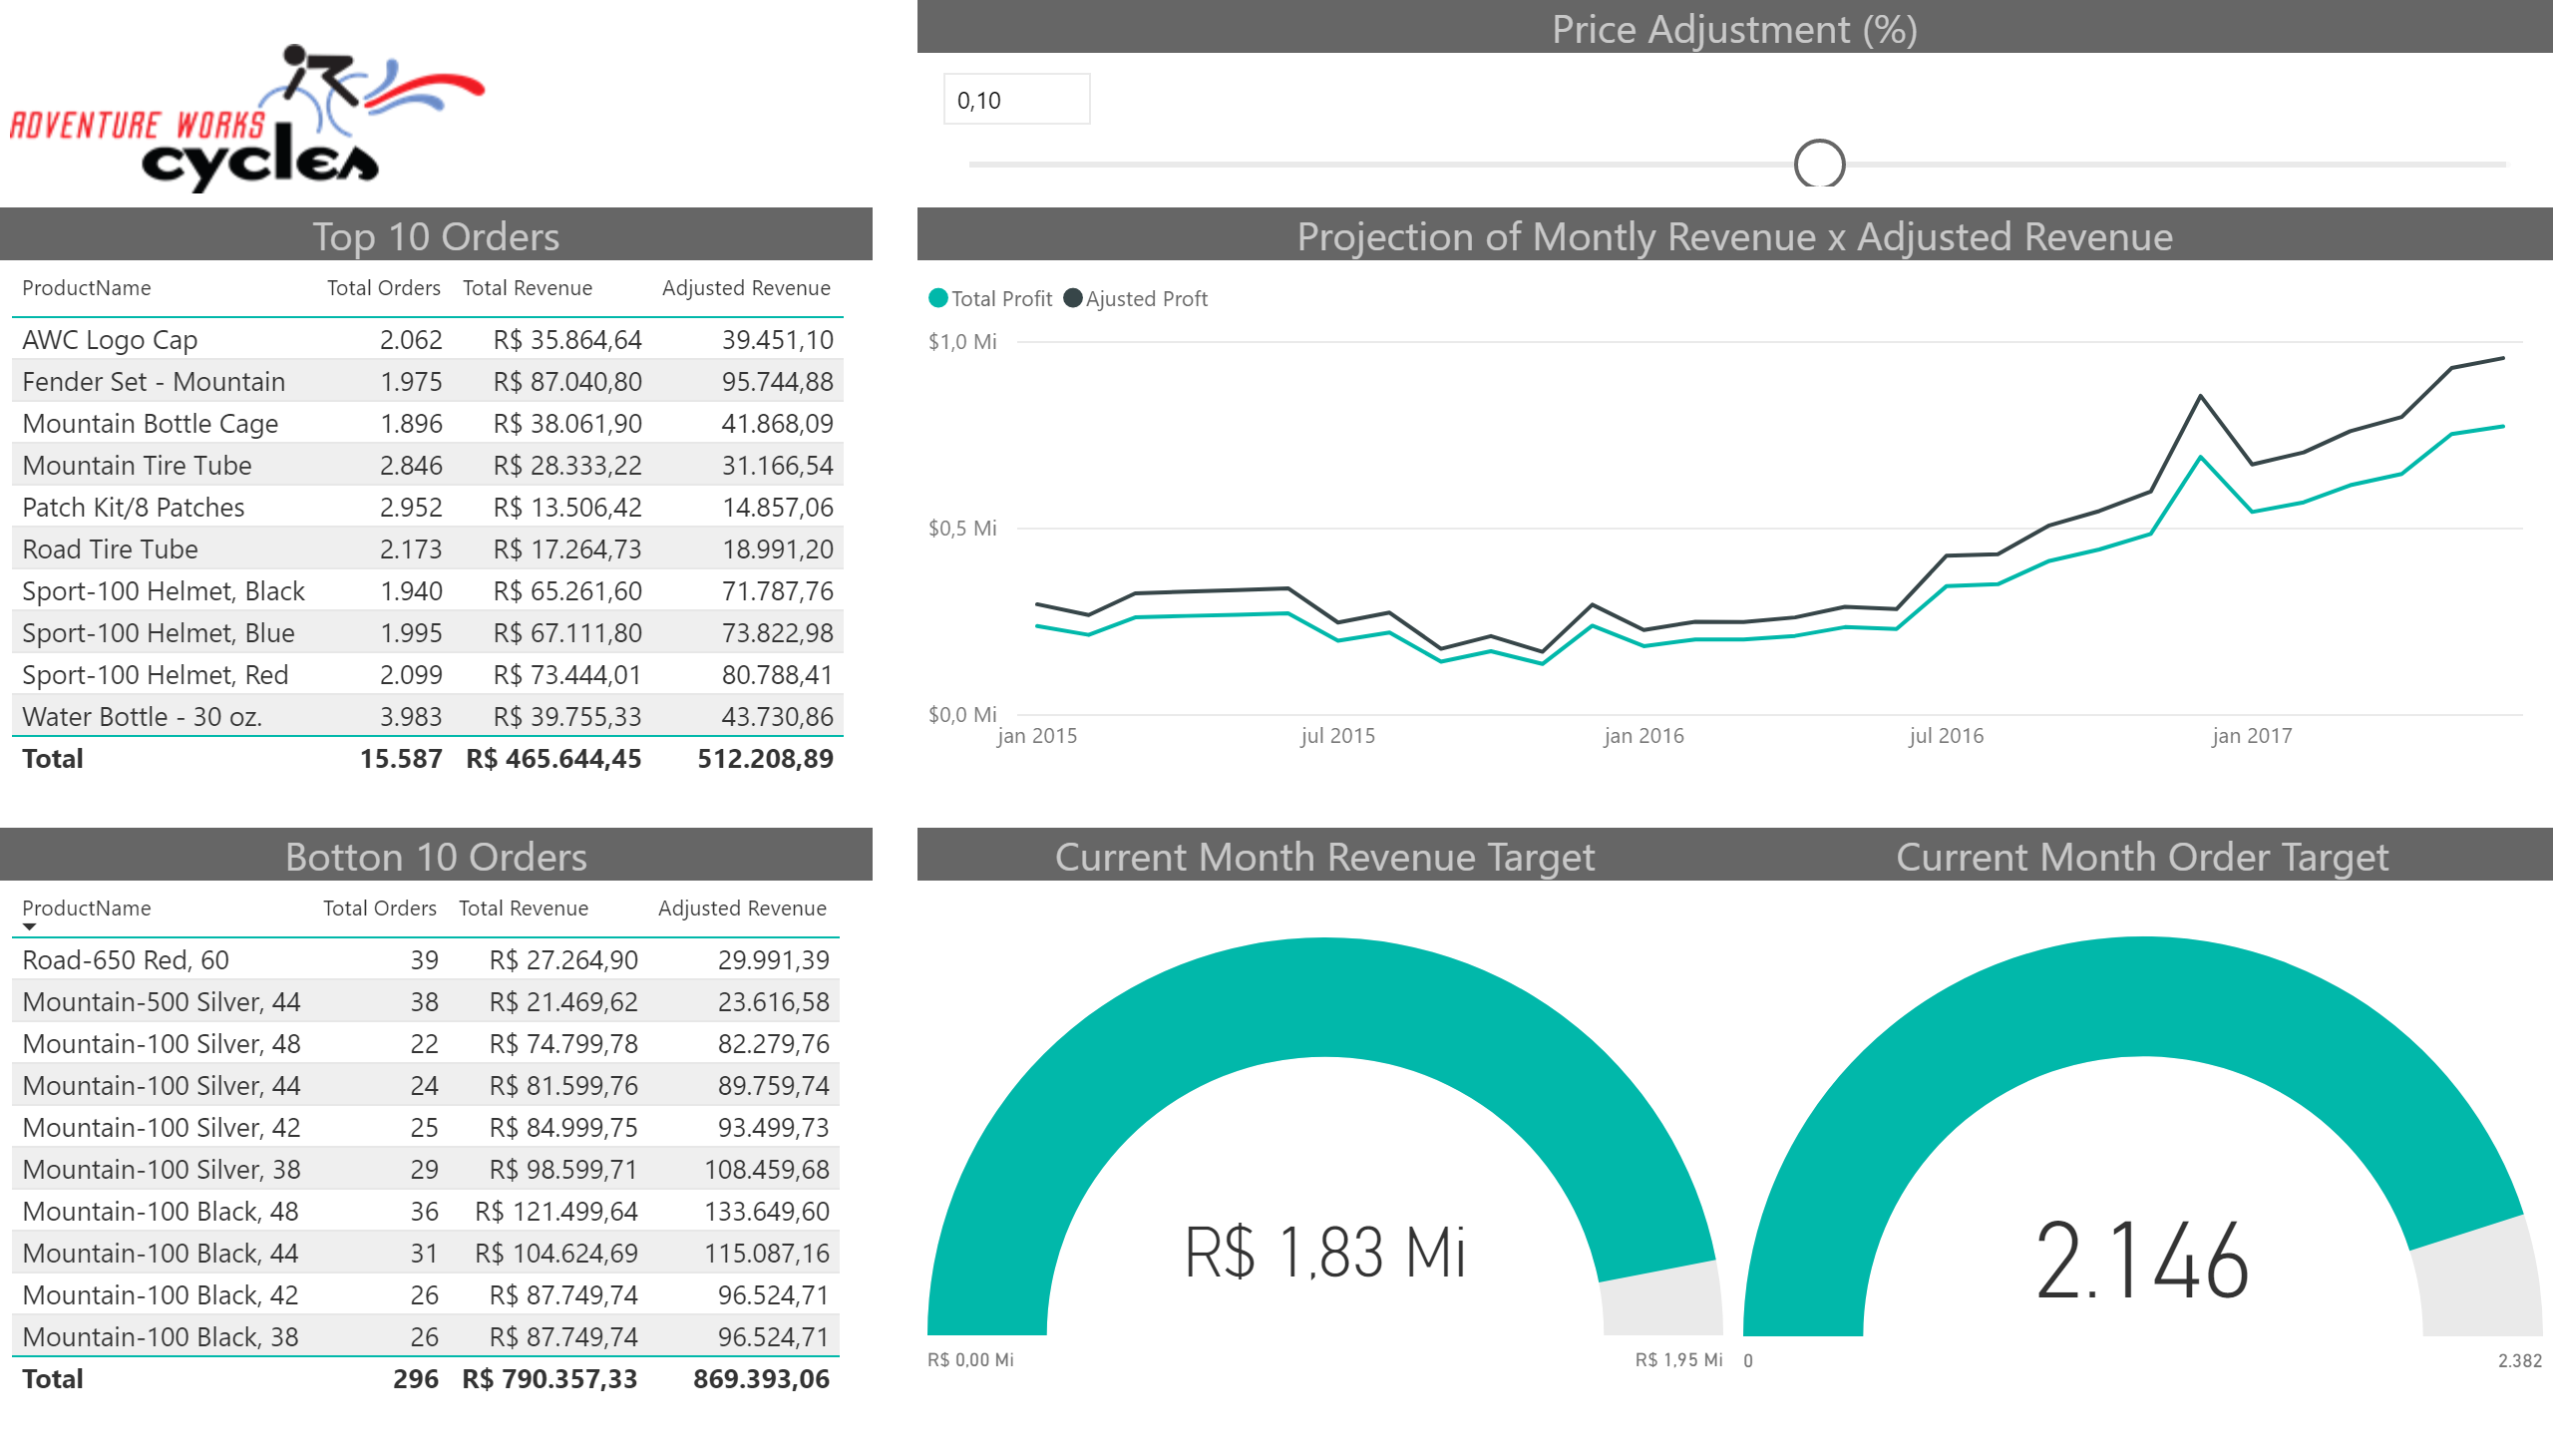 ADVENTURE WORKS
cycles
Price Adjustment (%)
0,10
Top 10 Orders
ProductName Total Orders Total Revenue Adjusted Revenue
AWC Logo Cap 2.062 R$ 35.864,64 39.451,10
Fender Set - Mountain 1.975 R$ 87.040,80 95.744,88
Mountain Bottle Cage 1.896 R$ 38.061,90 41.868,09
Mountain Tire Tube 2.846 R$ 28.333,22 31.166,54
Patch Kit/8 Patches 2.952 R$ 13.506,42 14.857,06
Road Tire Tube 2.173 R$ 17.264,73 18.991,20
Sport-100 Helmet, Black 1.940 R$ 65.261,60 71.787,76
Sport-100 Helmet, Blue 1.995 R$ 67.111,80 73.822,98
Sport-100 Helmet, Red 2.099 R$ 73.444,01 80.788,41
Water Bottle - 30 oz. 3.983 R$ 39.755,33 43.730,86
Total 15.587 R$ 465.644,45 512.208,89
Projection of Montly Revenue x Adjusted Revenue
Total Profit Ajusted Proft
$1,0 Mi
$0,5 Mi
$0,0 Mi
jan 2015 jul 2015 jan 2016 jul 2016 jan 2017
Botton 10 Orders
ProductName Total Orders Total Revenue Adjusted Revenue
Road-650 Red, 60 39 R$ 27.264,90 29.991,39
Mountain-500 Silver, 44 38 R$ 21.469,62 23.616,58
Mountain-100 Silver, 48 22 R$ 74.799,78 82.279,76
Mountain-100 Silver, 44 24 R$ 81.599,76 89.759,74
Mountain-100 Silver, 42 25 R$ 84.999,75 93.499,73
Mountain-100 Silver, 38 29 R$ 98.599,71 108.459,68
Mountain-100 Black, 48 36 R$ 121.499,64 133.649,60
Mountain-100 Black, 44 31 R$ 104.624,69 115.087,16
Mountain-100 Black, 42 26 R$ 87.749,74 96.524,71
Mountain-100 Black, 38 26 R$ 87.749,74 96.524,71
Total 296 R$ 790.357,33 869.393,06
Current Month Revenue Target
R$ 1,83 Mi
R$ 0,00 Mi R$ 1,95 Mi
Current Month Order Target
2.146
0 2.382